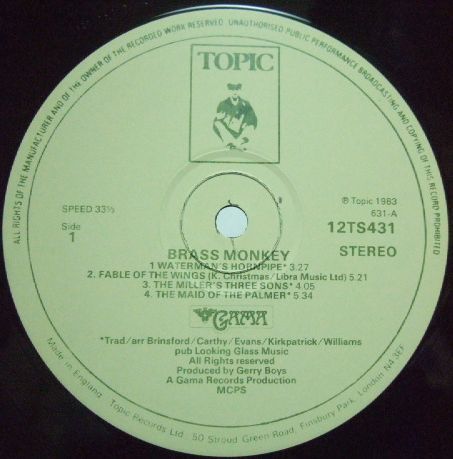 ALL RIGHTS OF THE MANUFACTURER AND OF THE OWNER OF THE RECORDED WORK RESERVED. UNAUTHORISED PUBLIC PERFORMANCE BROADCASTING AND COPYING OF THIS RECORD PROHIBITED
TOPIC
SPEED 33⅓
Side
1
℗ Topic 1983
631-A
12TS431
STEREO
BRASS MONKEY
1 WATERMAN'S HORNPIPE* 3.27
2. FABLE OF THE WINGS (K. Christmas/Libra Music Ltd) 5.21
3. THE MILLER'S THREE SONS* 4.05
4. THE MAID OF THE PALMER* 5.34
GAMA
*Trad/arr Brinsford/Carthy/Evans/Kirkpatrick/Williams
pub Looking Glass Music
All Rights reserved
Produced by Gerry Boys
A Gama Records Production
MCPS
Made in England. Topic Records Ltd. 50 Stroud Green Road, Finsbury Park, London N4 3EF